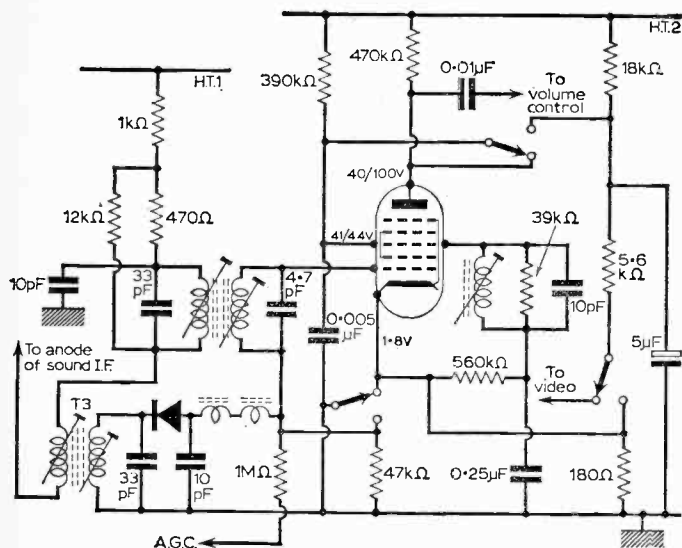 H.T.1
H.T.2
390kΩ
470kΩ
0·01μF
To
volume
control
18kΩ
1kΩ
40/100V
12kΩ
470Ω
41/44V
39kΩ
10pF
33
pF
4·7
pF
10pF
5·6
kΩ
5μF
0·005
μF
1·8V
To anode
of sound I.F.
560kΩ
To
video
T3
33
pF
10
pF
1MΩ
47kΩ
0·25μF
180Ω
A.G.C.